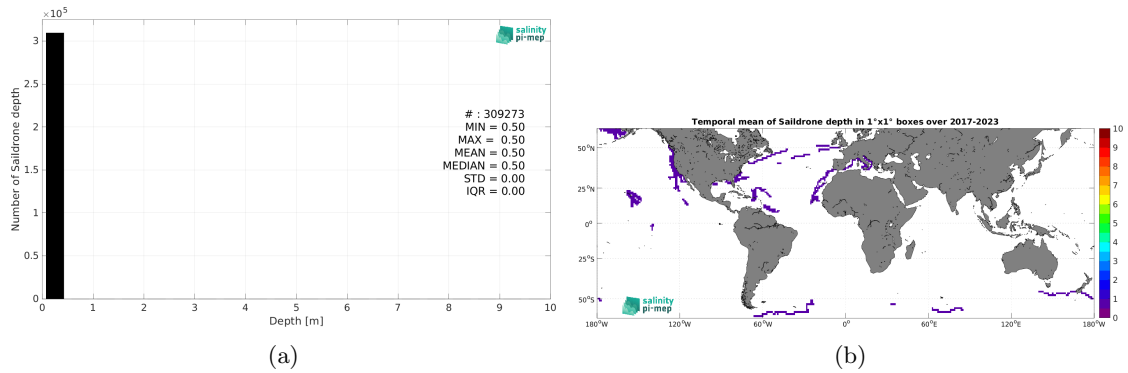 ×10^5
3
2.5
2
1.5
1
0.5
0
Number of Saildrone depth
salinity
pi-mep
# : 309273
MIN = 0.50
MAX = 0.50
MEAN = 0.50
MEDIAN = 0.50
STD = 0.00
IQR = 0.00
0 1 2 3 4 5 6 7 8 9 10
Depth [m]
(a)
Temporal mean of Saildrone depth in 1°x1° boxes over 2017-2023
50°N
25°N
0°
25°S
50°S
salinity
pi-mep
180°W 120°W 60°W 0° 60°E 120°E 180°W
10
9
8
7
6
5
4
3
2
1
0
(b)